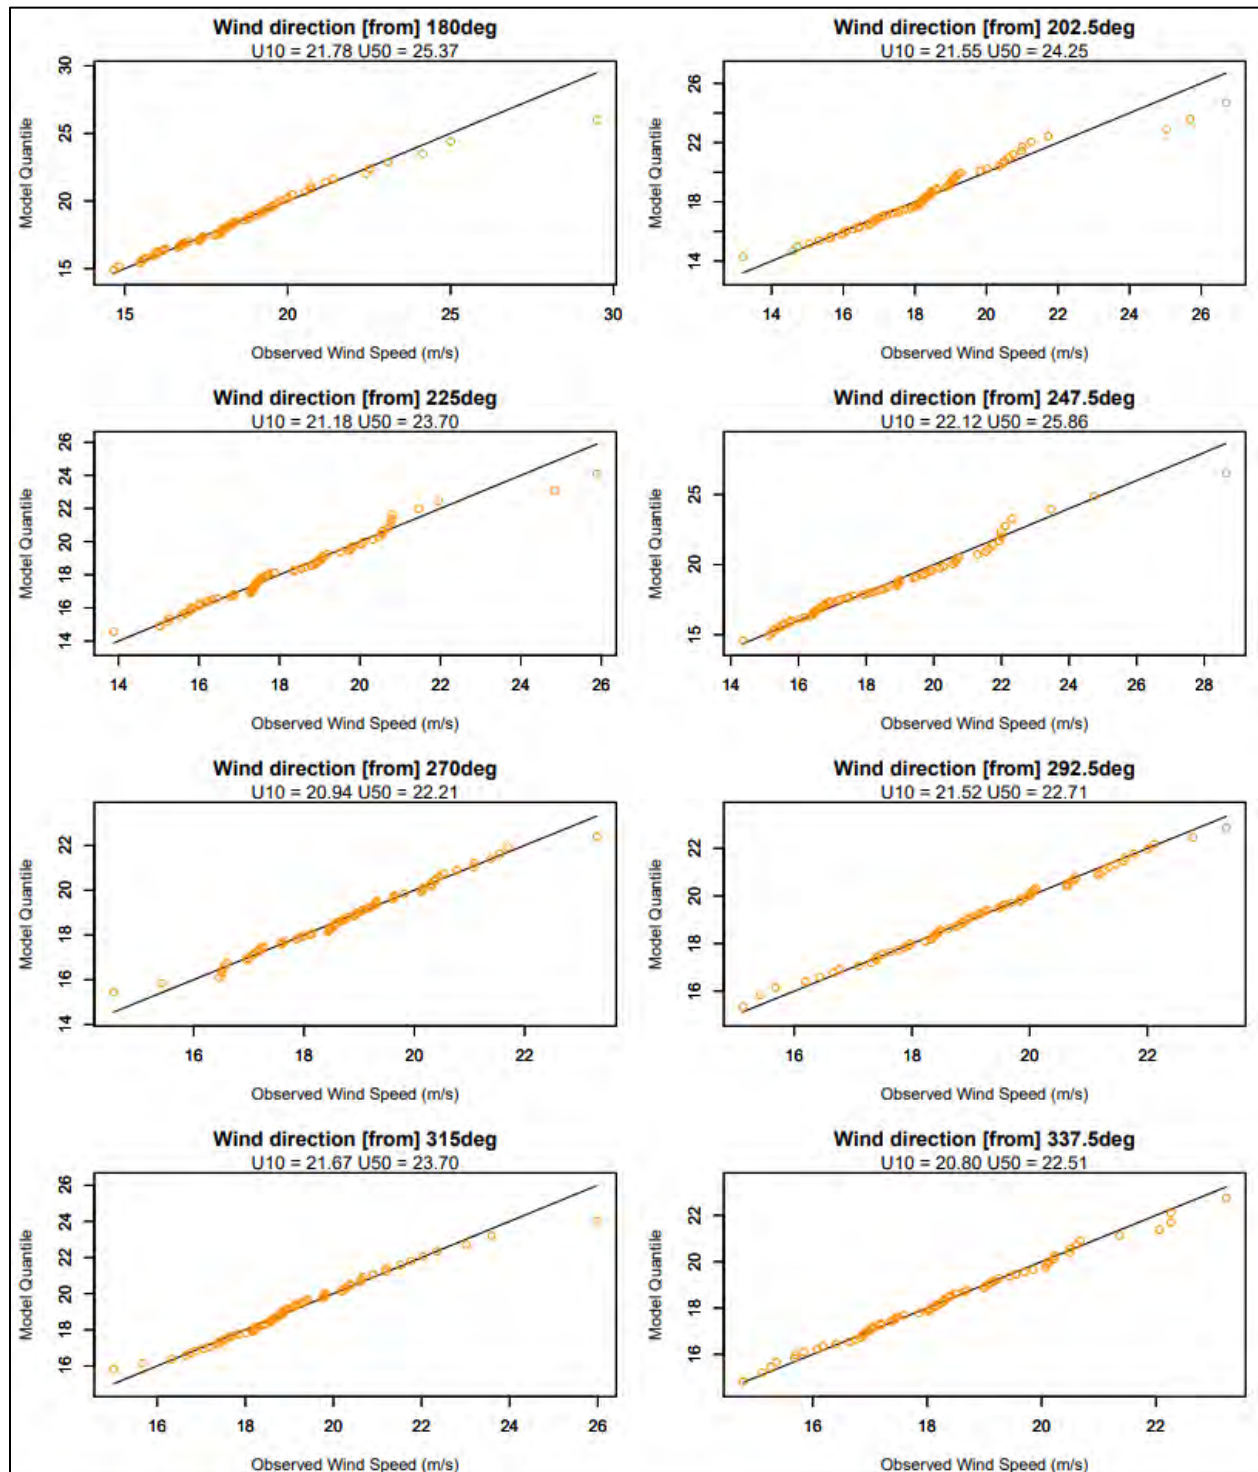 Wind direction [from] 180deg
U10 = 21.78 U50 = 25.37
Model Quantile
30
25
20
15
15 20 25 30
Observed Wind Speed (m/s)
Wind direction [from] 202.5deg
U10 = 21.55 U50 = 24.25
Model Quantile
26
22
18
14
14 16 18 20 22 24 26
Observed Wind Speed (m/s)
Wind direction [from] 225deg
U10 = 21.18 U50 = 23.70
Model Quantile
26
24
22
20
18
16
14
14 16 18 20 22 24 26
Observed Wind Speed (m/s)
Wind direction [from] 247.5deg
U10 = 22.12 U50 = 25.86
Model Quantile
25
20
15
14 16 18 20 22 24 26 28
Observed Wind Speed (m/s)
Wind direction [from] 270deg
U10 = 20.94 U50 = 22.21
Model Quantile
22
20
18
16
14
16 18 20 22
Observed Wind Speed (m/s)
Wind direction [from] 292.5deg
U10 = 21.52 U50 = 22.71
Model Quantile
22
20
18
16
16 18 20 22
Observed Wind Speed (m/s)
Wind direction [from] 315deg
U10 = 21.67 U50 = 23.70
Model Quantile
26
24
22
20
18
16
16 18 20 22 24 26
Observed Wind Speed (m/s)
Wind direction [from] 337.5deg
U10 = 20.80 U50 = 22.51
Model Quantile
22
20
18
16
16 18 20 22
Observed Wind Speed (m/s)